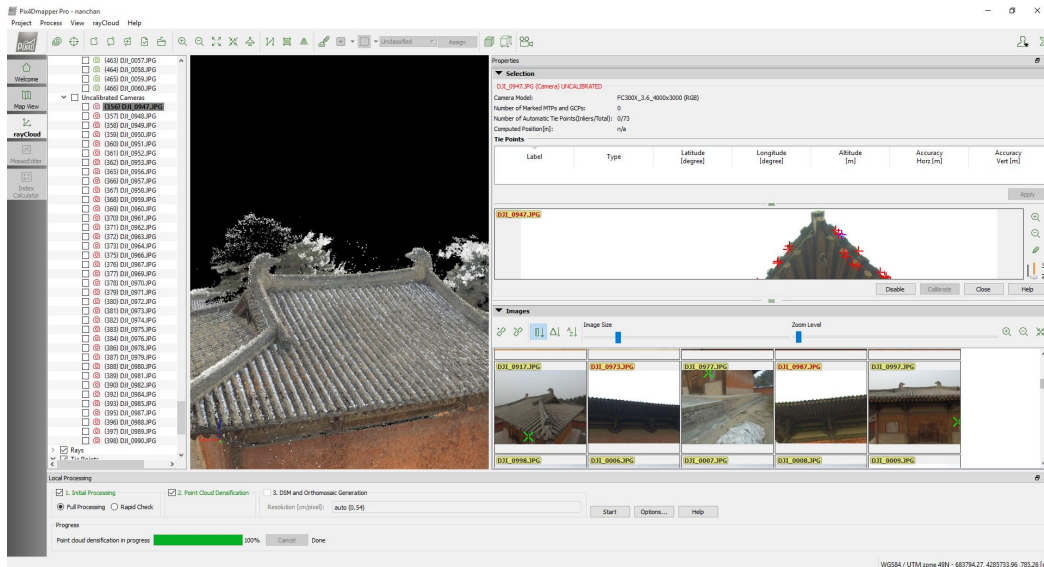 Pix4Dmapper Pro - nanchan
Project Process View rayCloud Help
Unclassified Assign
Welcome
Map View
rayCloud
MosaicEditor
Index Calculator
(463) DJI_0057.JPG
(464) DJI_0058.JPG
(465) DJI_0059.JPG
(466) DJI_0060.JPG
Uncalibrated Cameras
(356) DJI_0947.JPG
(357) DJI_0948.JPG
(358) DJI_0949.JPG
(359) DJI_0950.JPG
(360) DJI_0951.JPG
(361) DJI_0952.JPG
(362) DJI_0953.JPG
(365) DJI_0956.JPG
(366) DJI_0957.JPG
(367) DJI_0958.JPG
(368) DJI_0959.JPG
(369) DJI_0960.JPG
(370) DJI_0961.JPG
(371) DJI_0962.JPG
(372) DJI_0963.JPG
(373) DJI_0964.JPG
(375) DJI_0966.JPG
(376) DJI_0967.JPG
(377) DJI_0969.JPG
(378) DJI_0970.JPG
(379) DJI_0971.JPG
(380) DJI_0972.JPG
(381) DJI_0973.JPG
(382) DJI_0974.JPG
(383) DJI_0975.JPG
(384) DJI_0976.JPG
(386) DJI_0978.JPG
(387) DJI_0979.JPG
(388) DJI_0980.JPG
(389) DJI_0981.JPG
(390) DJI_0982.JPG
(392) DJI_0984.JPG
(393) DJI_0985.JPG
(395) DJI_0987.JPG
(396) DJI_0988.JPG
(397) DJI_0989.JPG
(398) DJI_0990.JPG
Rays
Tie Points
Properties
Selection
DJI_0947.JPG (Camera) UNCALIBRATED
Camera Model: FC300X_3.6_4000x3000 (RGB)
Number of Marked MTPs and GCPs: 0
Number of Automatic Tie Points(Inliers/Total): 0/73
Computed Position[m]: n/a
Tie Points
Label Type Latitude [degree] Longitude [degree] Altitude [m] Accuracy Horz [m] Accuracy Vert [m]
Apply
DJI_0947.JPG
Disable Calibrate Close Help
Images
Image Size Zoom Level
DJI_0917.JPG DJI_0973.JPG DJI_0977.JPG DJI_0987.JPG DJI_0997.JPG
DJI_0998.JPG DJI_0006.JPG DJI_0007.JPG DJI_0008.JPG DJI_0009.JPG
Local Processing
1. Initial Processing 2. Point Cloud Densification 3. DSM and Orthomosaic Generation
Full Processing Rapid Check Resolution [cm/pixel]: auto (0.54) Start Options... Help
Progress
Point cloud densification in progress 100% Cancel Done
WGS84 / UTM zone 49N - 683794.27, 4285733.96, 785.26